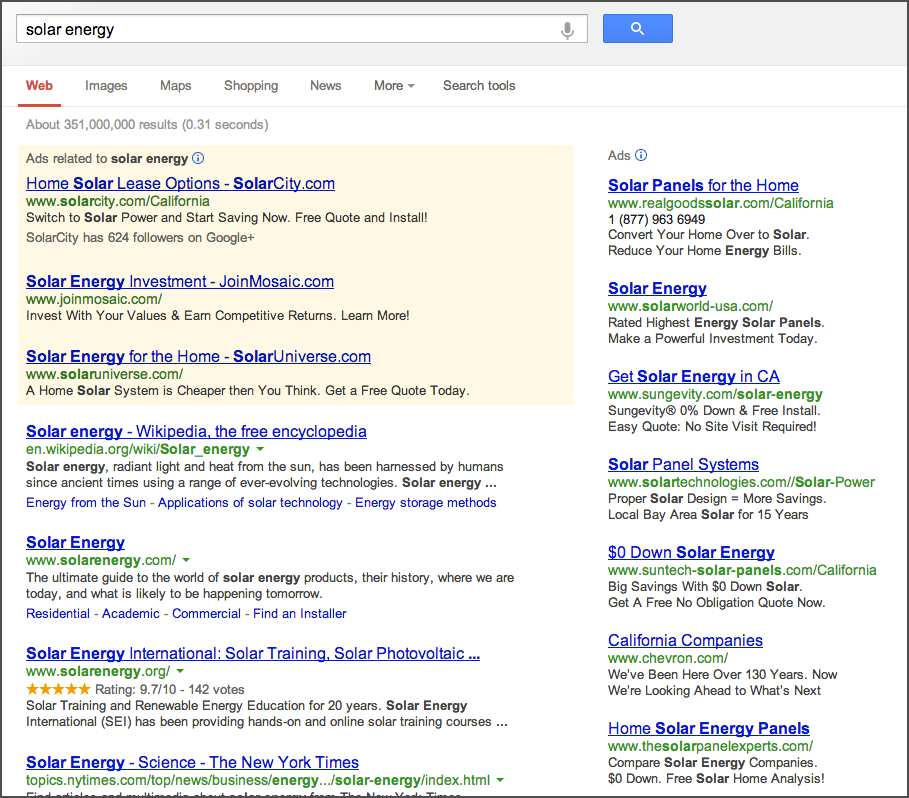 solar energy
Web Images Maps Shopping News More Search tools
About 351,000,000 results (0.31 seconds)
Ads related to solar energy
Home Solar Lease Options - SolarCity.com
www.solarcity.com/California
Switch to Solar Power and Start Saving Now. Free Quote and Install!
SolarCity has 624 followers on Google+
Solar Energy Investment - JoinMosaic.com
www.joinmosaic.com/
Invest With Your Values & Earn Competitive Returns. Learn More!
Solar Energy for the Home - SolarUniverse.com
www.solaruniverse.com/
A Home Solar System is Cheaper then You Think. Get a Free Quote Today.
Solar energy - Wikipedia, the free encyclopedia
en.wikipedia.org/wiki/Solar_energy
Solar energy, radiant light and heat from the sun, has been harnessed by humans
since ancient times using a range of ever-evolving technologies. Solar energy ...
Energy from the Sun - Applications of solar technology - Energy storage methods
Solar Energy
www.solarenergy.com/
The ultimate guide to the world of solar energy products, their history, where we are
today, and what is likely to be happening tomorrow.
Residential - Academic - Commercial - Find an Installer
Solar Energy International: Solar Training, Solar Photovoltaic ...
www.solarenergy.org/
Rating: 9.7/10 - 142 votes
Solar Training and Renewable Energy Education for 20 years. Solar Energy
International (SEI) has been providing hands-on and online solar training courses ...
Solar Energy - Science - The New York Times
topics.nytimes.com/top/news/business/energy.../solar-energy/index.html
Find articles and multimedia about solar energy from The New York Times
Ads
Solar Panels for the Home
www.realgoodssolar.com/California
1 (877) 963 6949
Convert Your Home Over to Solar.
Reduce Your Home Energy Bills.
Solar Energy
www.solarworld-usa.com/
Rated Highest Energy Solar Panels.
Make a Powerful Investment Today.
Get Solar Energy in CA
www.sungevity.com/solar-energy
Sungevity® 0% Down & Free Install.
Easy Quote: No Site Visit Required!
Solar Panel Systems
www.solartechnologies.com//Solar-Power
Proper Solar Design = More Savings.
Local Bay Area Solar for 15 Years
$0 Down Solar Energy
www.suntech-solar-panels.com/California
Big Savings With $0 Down Solar.
Get A Free No Obligation Quote Now.
California Companies
www.chevron.com/
We've Been Here Over 130 Years. Now
We're Looking Ahead to What's Next
Home Solar Energy Panels
www.thesolarpanelexperts.com/
Compare Solar Energy Companies.
$0 Down. Free Solar Home Analysis!